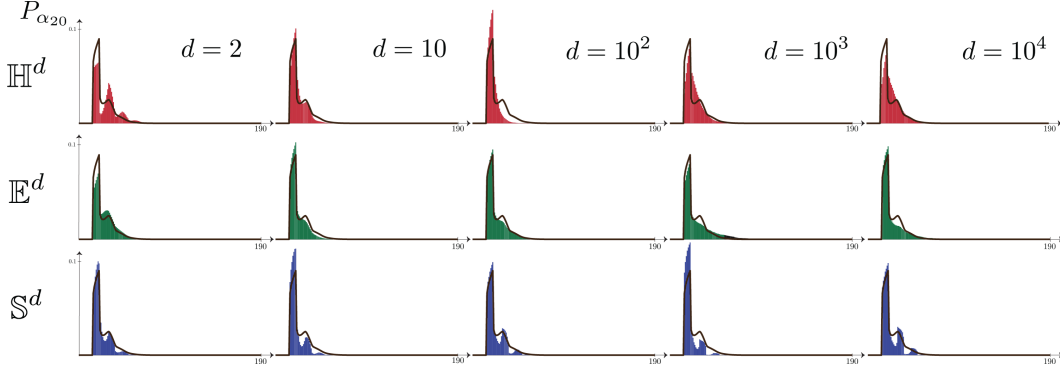 P_{α_{20}}
0.1
d = 2
d = 10
d = 10^2
d = 10^3
d = 10^4
ℍ^d
190 190 190 190 190
0.1
𝔼^d
190 190 190 190 190
0.1
𝕊^d
190 190 190 190 190